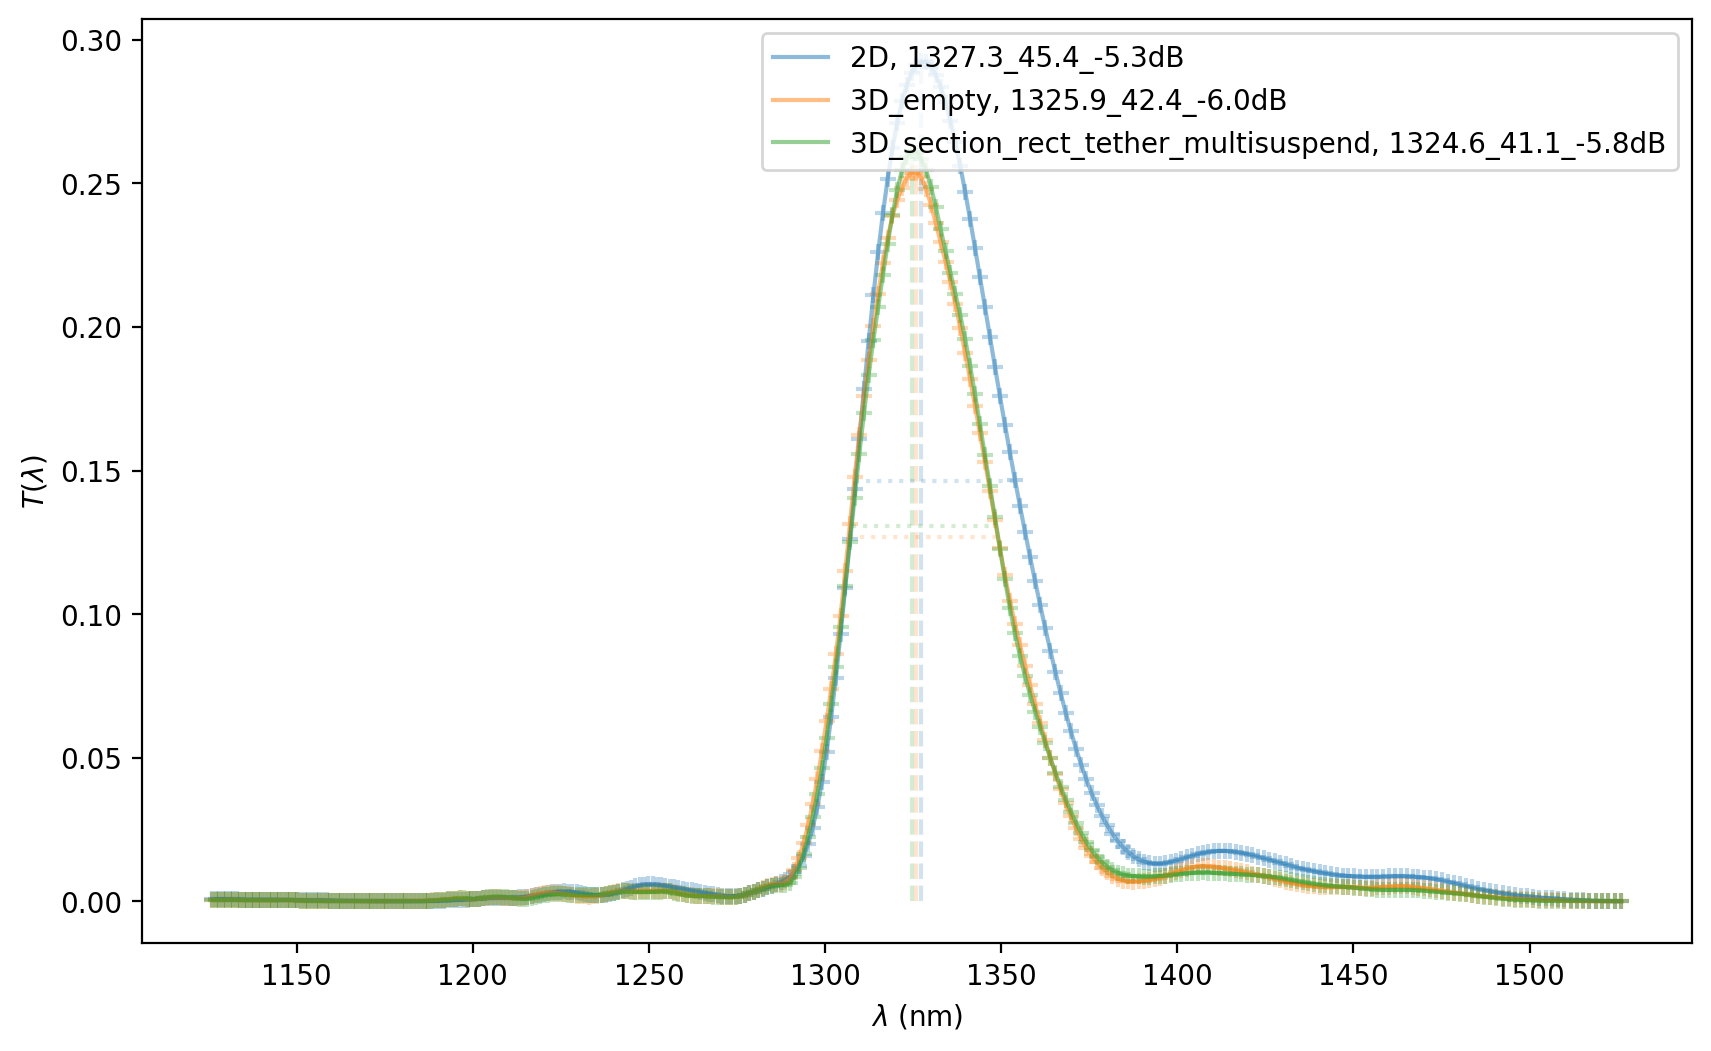 0.30
0.25
0.20
0.15
0.10
0.05
0.00
T(λ)
2D, 1327.3_45.4_-5.3dB
3D_empty, 1325.9_42.4_-6.0dB
3D_section_rect_tether_multisuspend, 1324.6_41.1_-5.8dB
1150 1200 1250 1300 1350 1400 1450 1500
λ (nm)